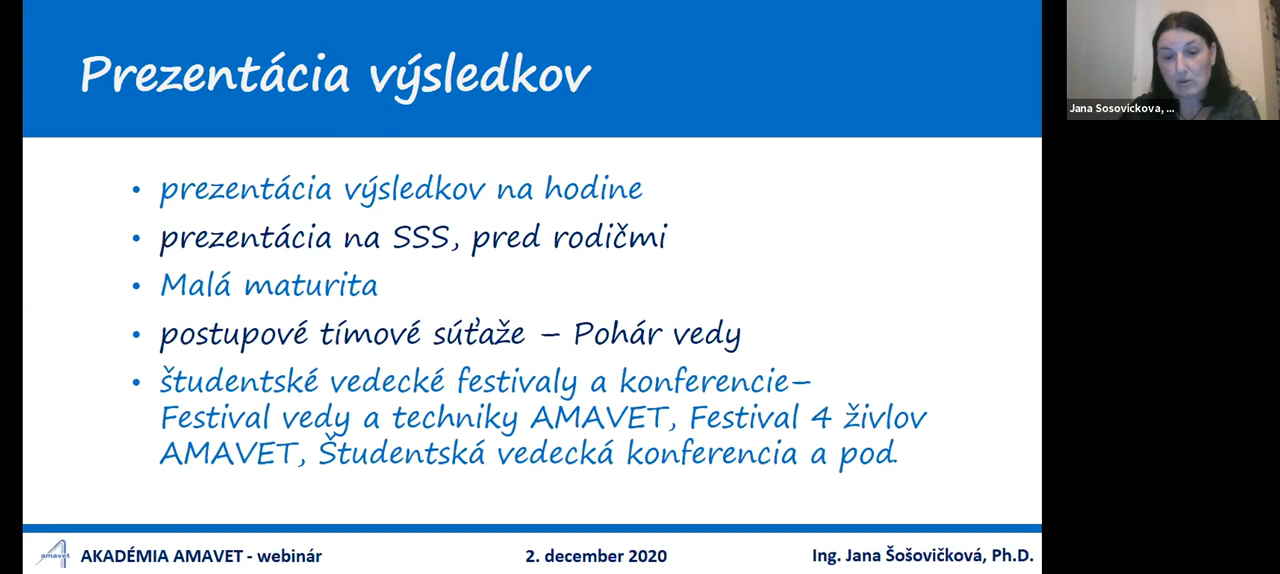 Prezentácia výsledkov
Jana Sosovickova, ...
• prezentácia výsledkov na hodine
• prezentácia na SSS, pred rodičmi
• Malá maturita
• postupové tímové súťaže – Pohár vedy
• študentské vedecké festivaly a konferencie–
Festival vedy a techniky AMAVET, Festival 4 živlov
AMAVET, Študentská vedecká konferencia a pod.
amavet
AKADÉMIA AMAVET - webinár
2. december 2020
Ing. Jana Šošovičková, Ph.D.